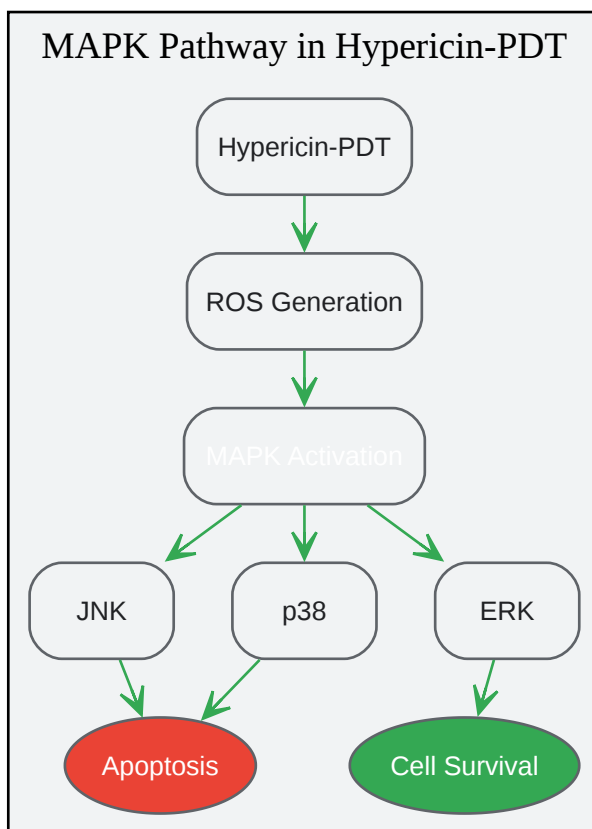 MAPK Pathway in Hypericin-PDT
Hypericin-PDT
ROS Generation
MAPK Activation
JNK
p38
ERK
Apoptosis
Cell Survival